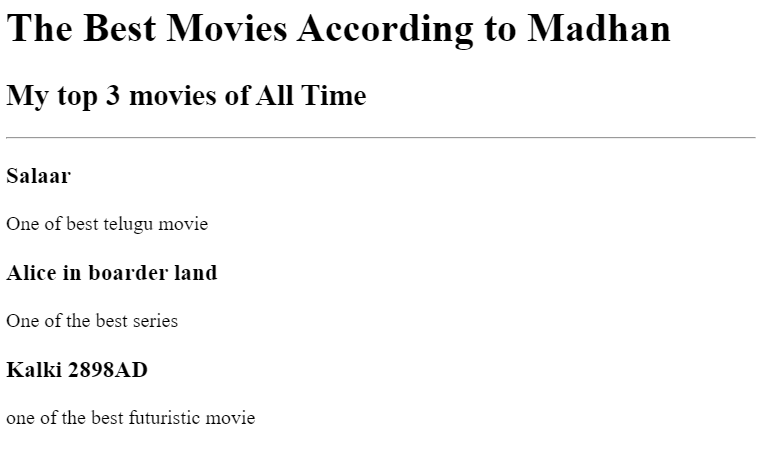 The Best Movies According to Madhan
My top 3 movies of All Time
Salaar
One of best telugu movie
Alice in boarder land
One of the best series
Kalki 2898AD
one of the best futuristic movie